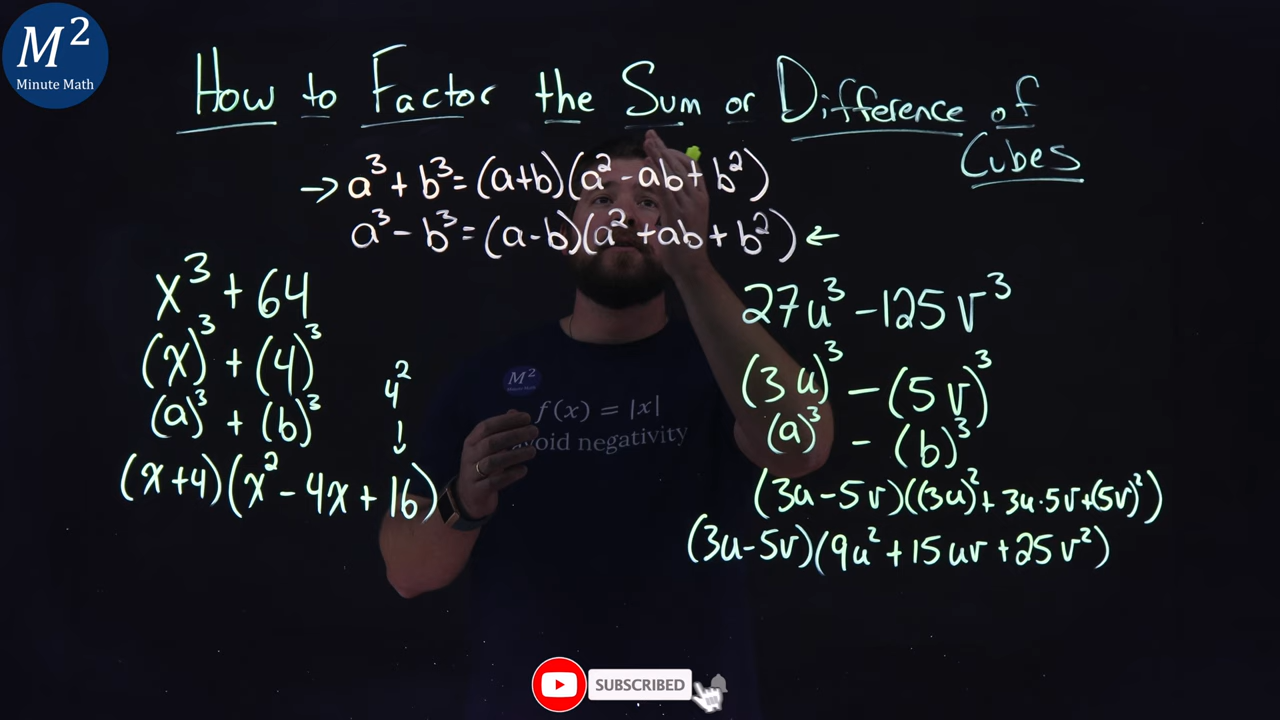 M²
Minute Math
How to Factor the Sum or Difference of
Cubes
→ a³ + b³ = (a+b)(a² - ab + b²)
a³ - b³ = (a-b)(a² + ab + b²) ←
x³ + 64
(x)³ + (4)³
(a)³ + (b)³
4²
↓
(x+4)(x² - 4x + 16)
27u³ - 125v³
(3u)³ - (5v)³
(a)³ - (b)³
(3u - 5v)((3u)² + 3u·5v + (5v)²)
(3u - 5v)(9u² + 15uv + 25v²)
M²
Minute Math
f(x) = |x|
avoid negativity
SUBSCRIBED